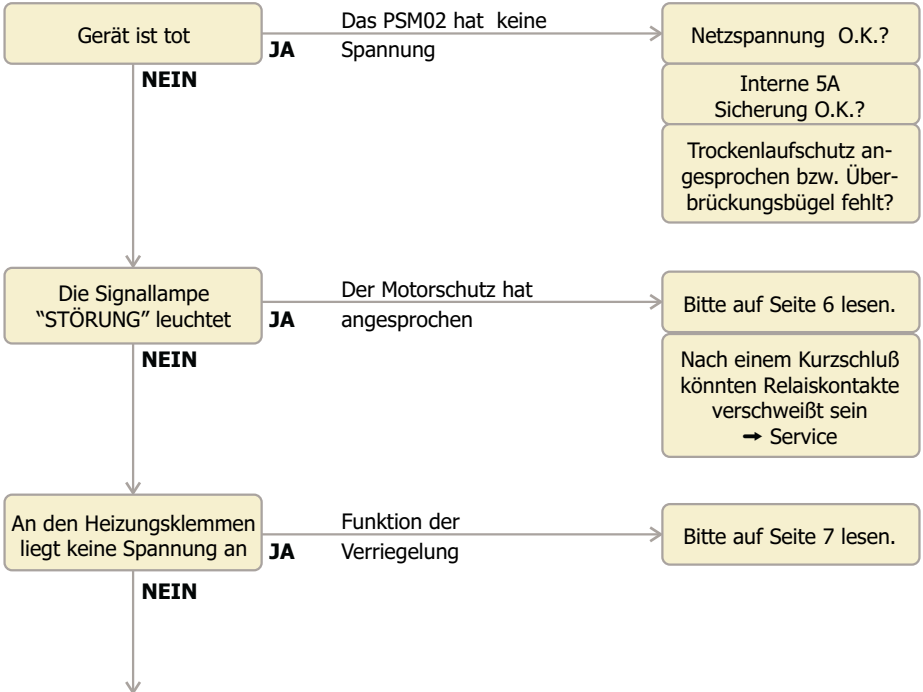 Gerät ist tot
JA
Das PSM02 hat keine
Spannung
Netzspannung O.K.?
Interne 5A
Sicherung O.K.?
Trockenlaufschutz an-
gesprochen bzw. Über-
brückungsbügel fehlt?
NEIN
Die Signallampe
“STÖRUNG” leuchtet
JA
Der Motorschutz hat
angesprochen
Bitte auf Seite 6 lesen.
Nach einem Kurzschluß
könnten Relaiskontakte
verschweißt sein
→ Service
NEIN
An den Heizungsklemmen
liegt keine Spannung an
JA
Funktion der
Verriegelung
Bitte auf Seite 7 lesen.
NEIN